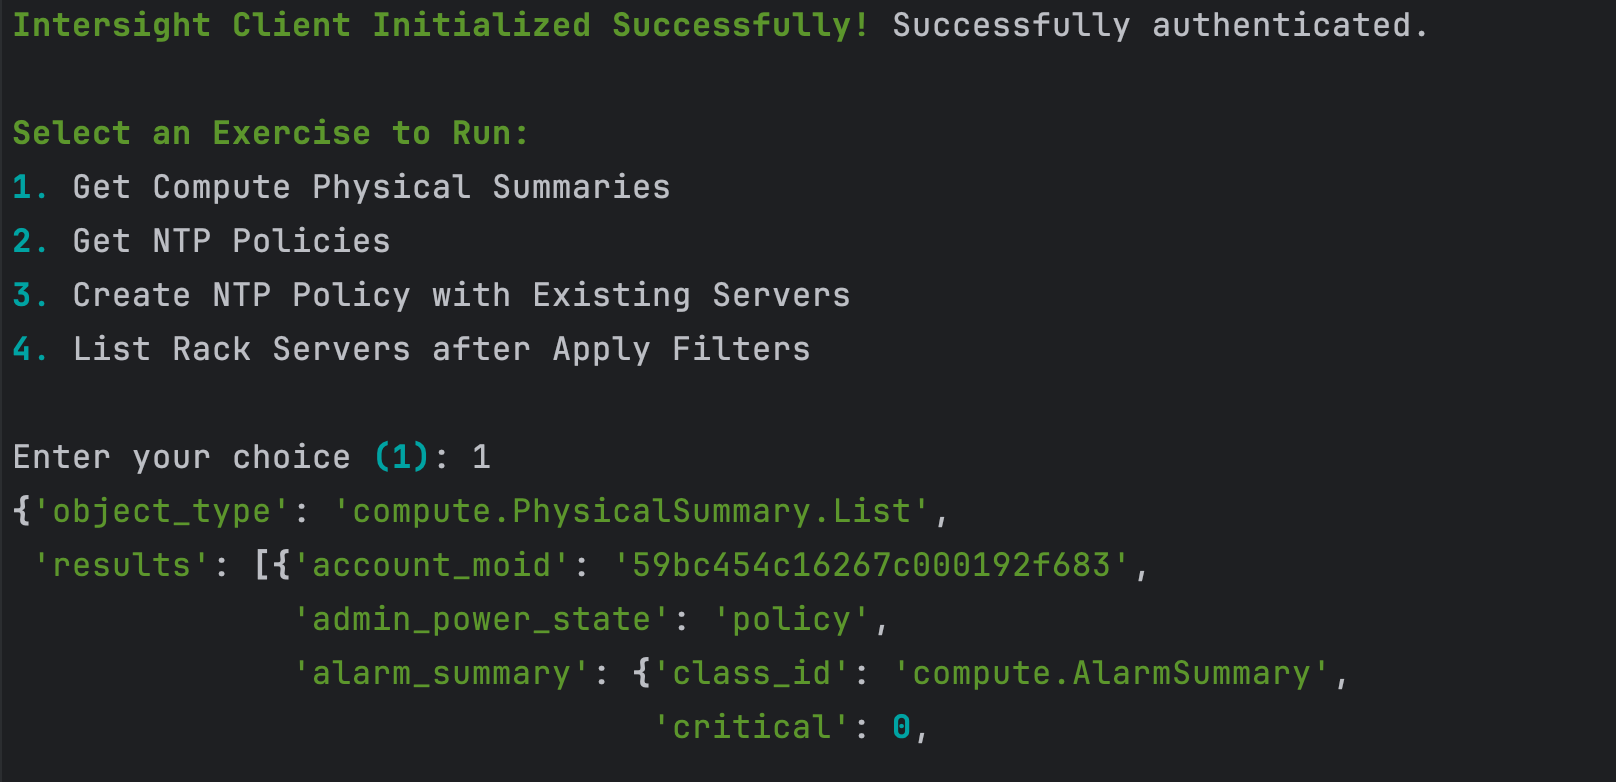 Intersight Client Initialized Successfully! Successfully authenticated.
Select an Exercise to Run:
1. Get Compute Physical Summaries
2. Get NTP Policies
3. Create NTP Policy with Existing Servers
4. List Rack Servers after Apply Filters
Enter your choice (1): 1
{'object_type': 'compute.PhysicalSummary.List',
 'results': [{'account_moid': '59bc454c16267c000192f683',
              'admin_power_state': 'policy',
              'alarm_summary': {'class_id': 'compute.AlarmSummary',
                                'critical': 0,